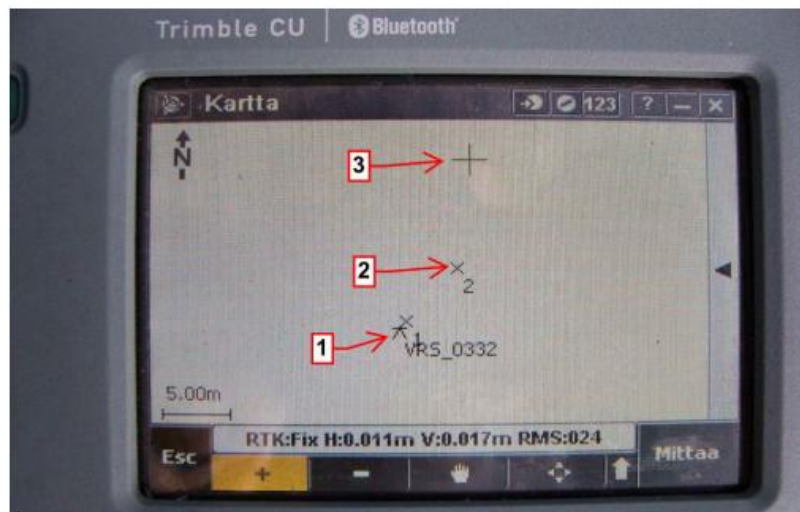 Trimble CU Bluetooth
Kartta 123 ? – ×
N
3
2
2
1
1
VRS_0332
5.00m
RTK:Fix H:0.011m V:0.017m RMS:024
Esc + – Mittaa